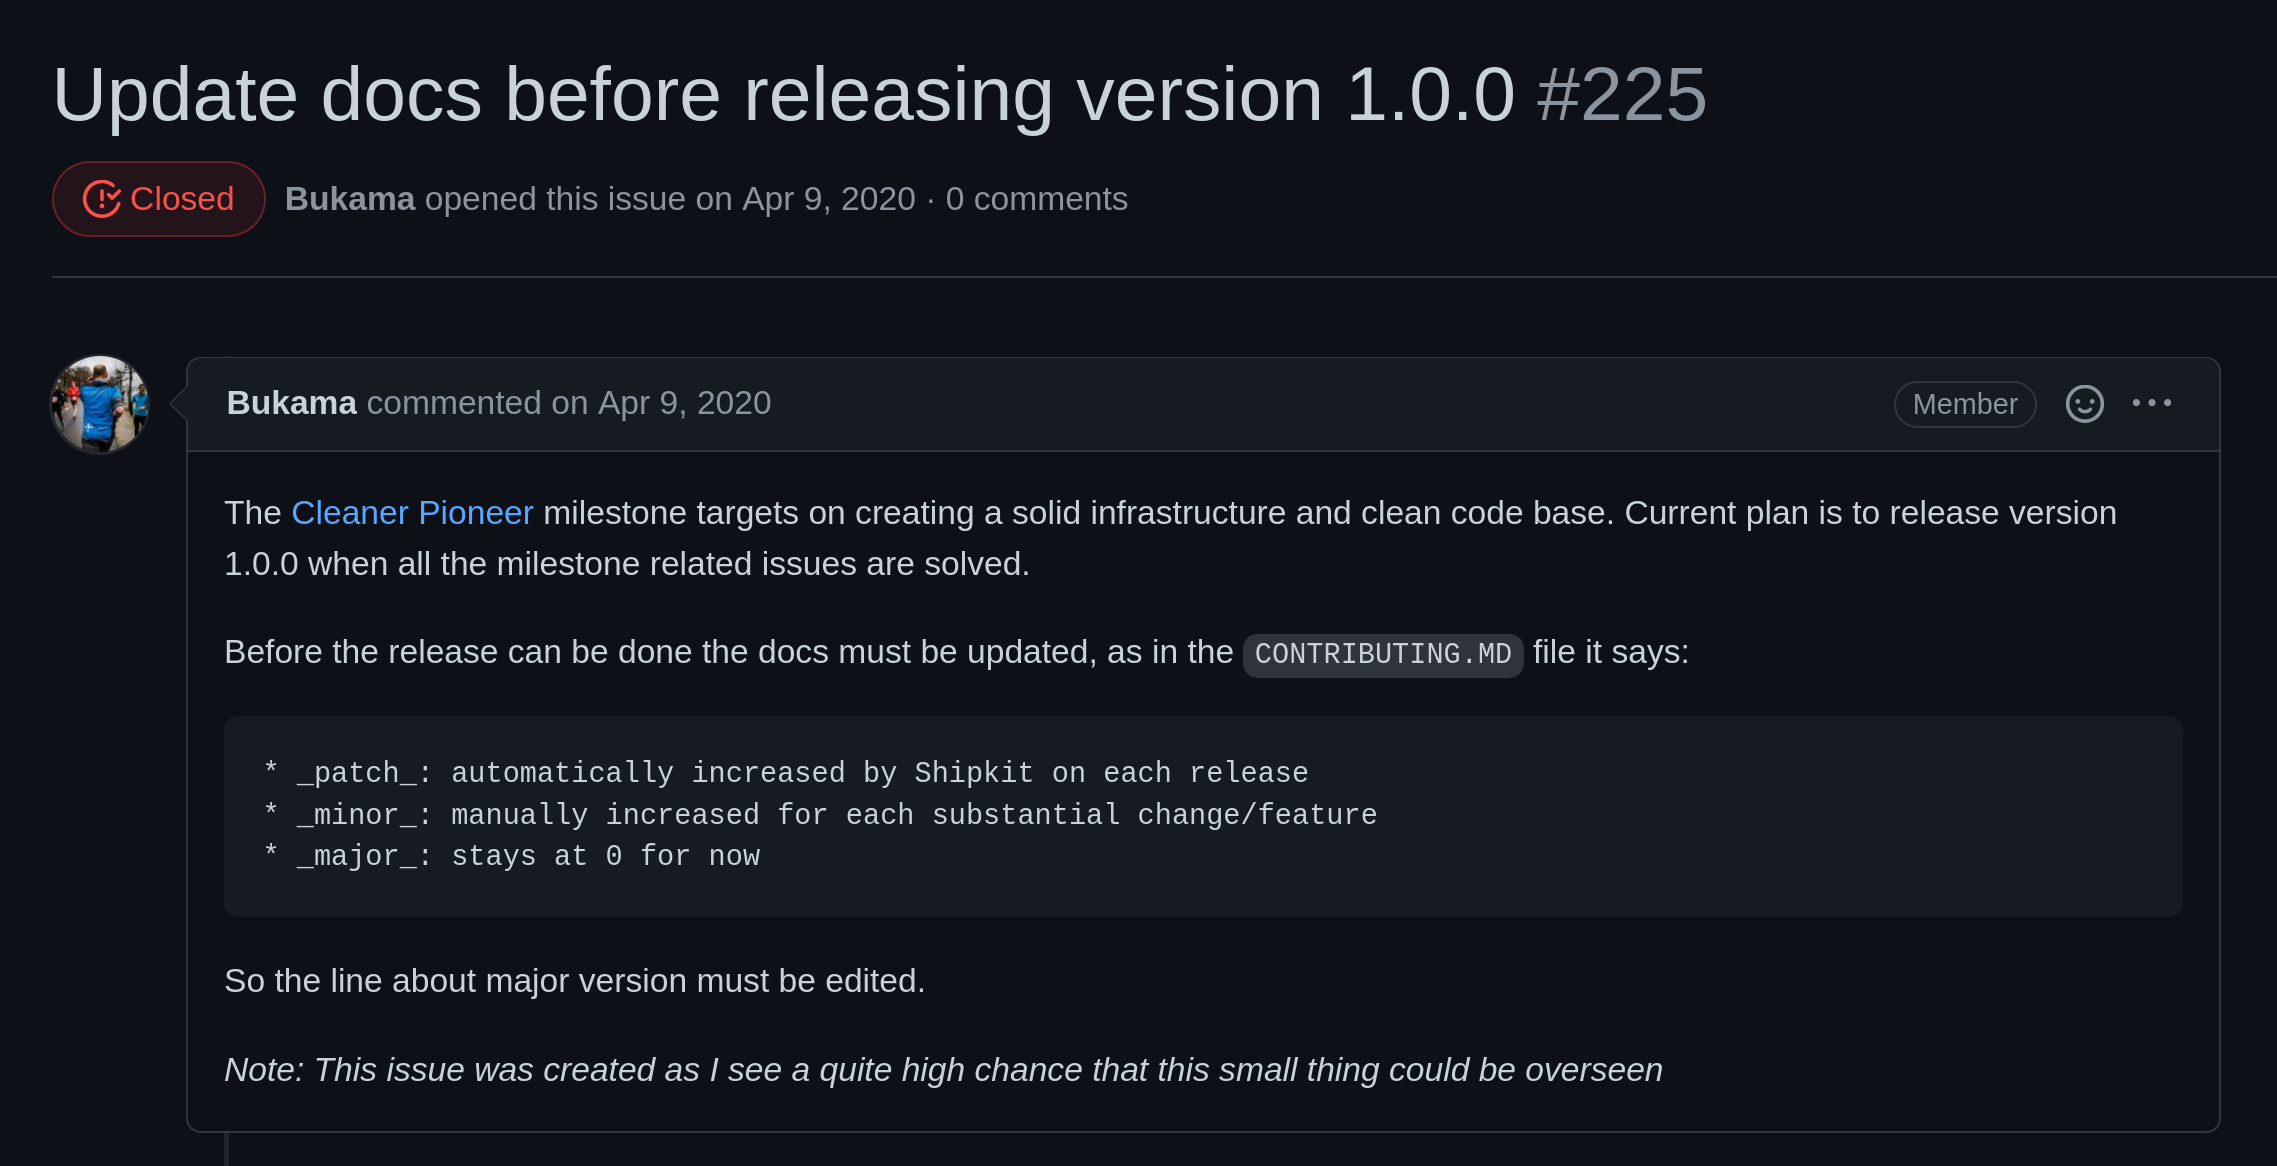 Update docs before releasing version 1.0.0 #225
Closed Bukama opened this issue on Apr 9, 2020 · 0 comments
Bukama commented on Apr 9, 2020 Member
The Cleaner Pioneer milestone targets on creating a solid infrastructure and clean code base. Current plan is to release version
1.0.0 when all the milestone related issues are solved.
Before the release can be done the docs must be updated, as in the CONTRIBUTING.MD file it says:
* _patch_: automatically increased by Shipkit on each release
* _minor_: manually increased for each substantial change/feature
* _major_: stays at 0 for now
So the line about major version must be edited.
Note: This issue was created as I see a quite high chance that this small thing could be overseen